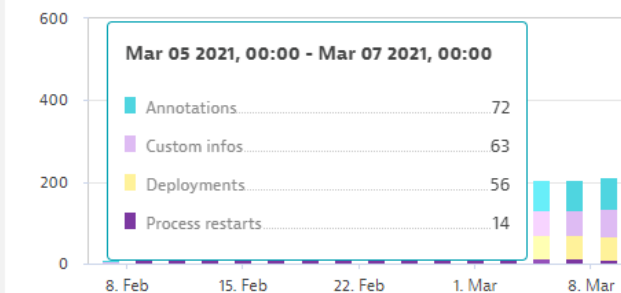 600
Mar 05 2021, 00:00 - Mar 07 2021, 00:00
Annotations 72
400
Custom infos 63
Deployments 56
200
Process restarts 14
0
8. Feb 15. Feb 22. Feb 1. Mar 8. Mar